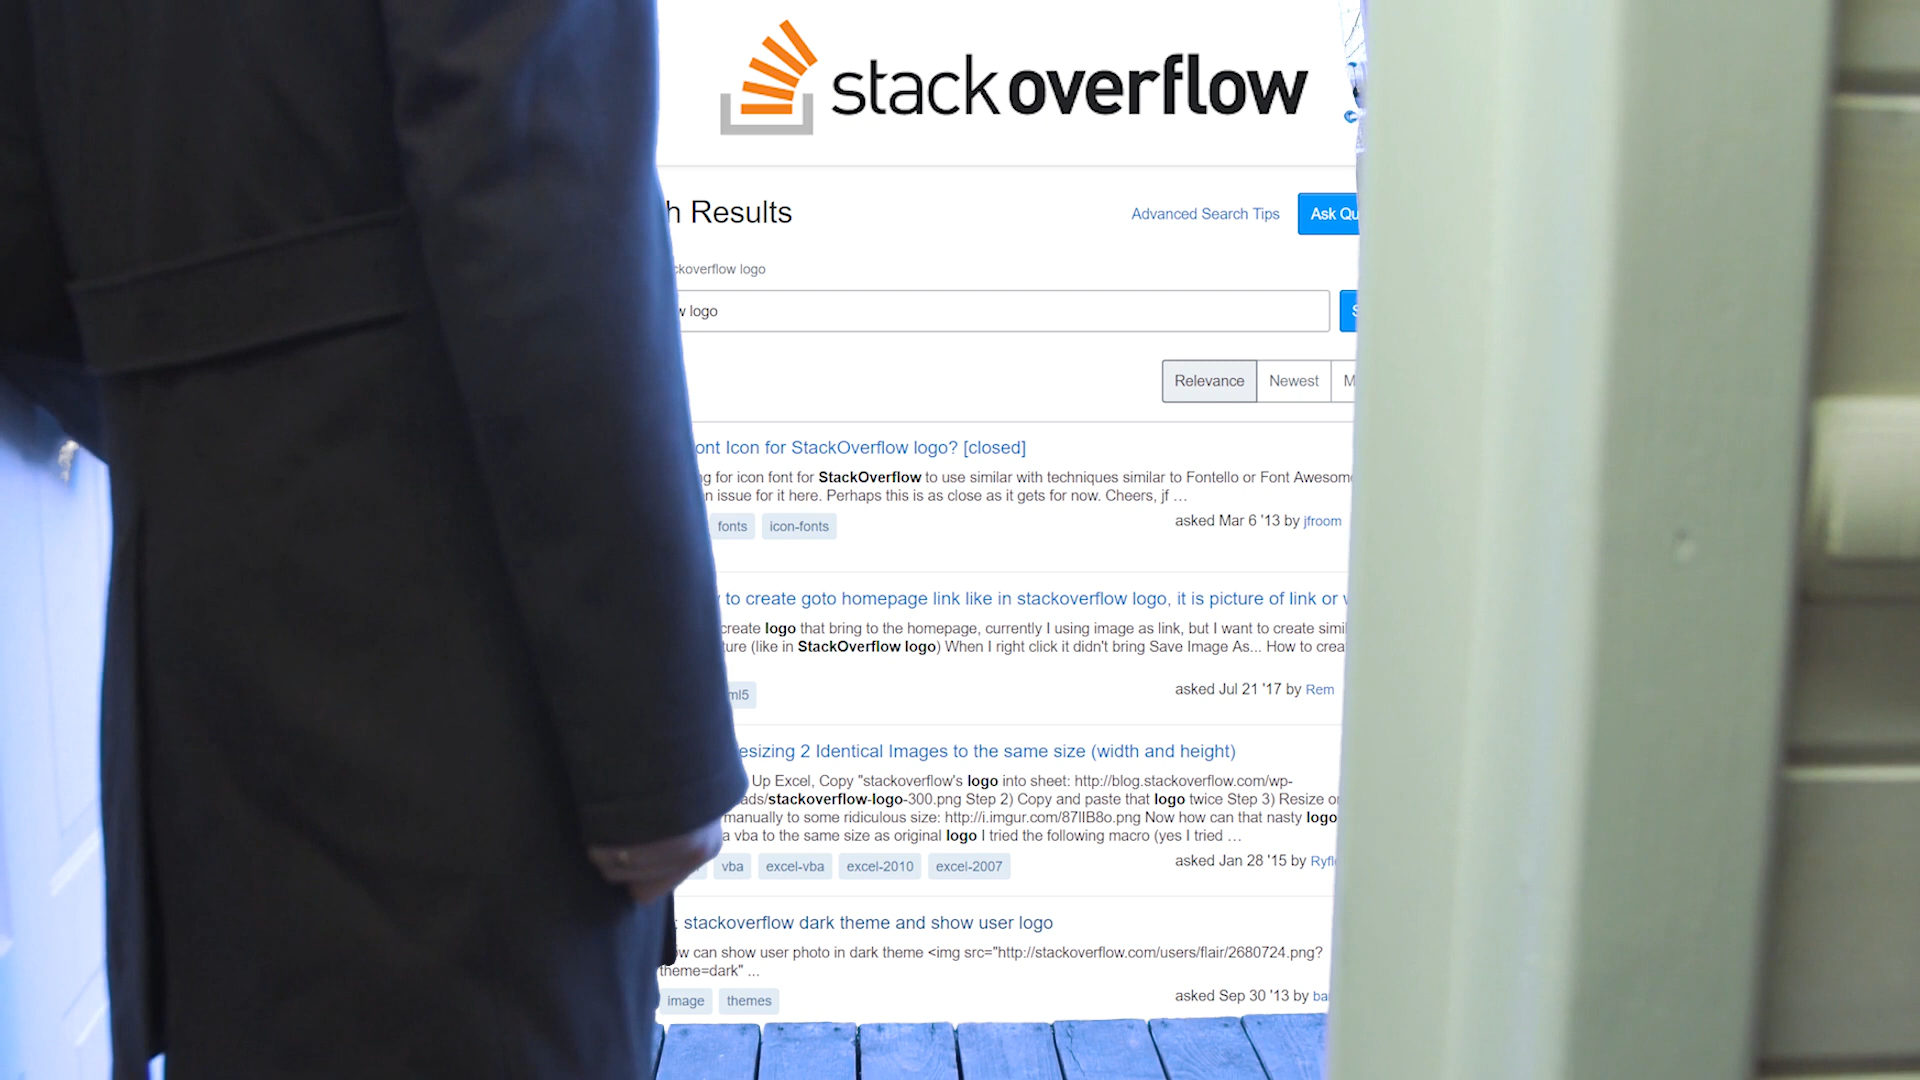 stackoverflow
Results
Advanced Search Tips
Ask
ckoverflow logo
logo
Relevance
Newest
Icon for StackOverflow logo? [closed]
for icon font for StackOverflow to use similar with techniques similar to Fontello or Font Awesome
issue for it here. Perhaps this is as close as it gets for now. Cheers, jf ...
fonts
icon-fonts
asked Mar 6 '13 by jfroom
to create goto homepage link like in stackoverflow logo, it is picture of link or
create logo that bring to the homepage, currently I using image as link, but I want to create
(like in StackOverflow logo) When I right click it didn't bring Save Image As... How to
ml5
asked Jul 21 '17 by Rem
esizing 2 Identical Images to the same size (width and height)
Up Excel, Copy "stackoverflow's logo into sheet: http://blog.stackoverflow.com/wp-
ads/stackoverflow-logo-300.png Step 2) Copy and paste that logo twice Step 3) Resize
manually to some ridiculous size: http://i.imgur.com/87lIB8o.png Now how can that nasty logo
a vba to the same size as original logo I tried the following macro (yes I tried ...
vba
excel-vba
excel-2010
excel-2007
asked Jan 28 '15 by
: stackoverflow dark theme and show user logo
can show user photo in dark theme <img src="http://stackoverflow.com/users/flair/2680724.png?
theme=dark" ...
image
themes
asked Sep 30 '13 by